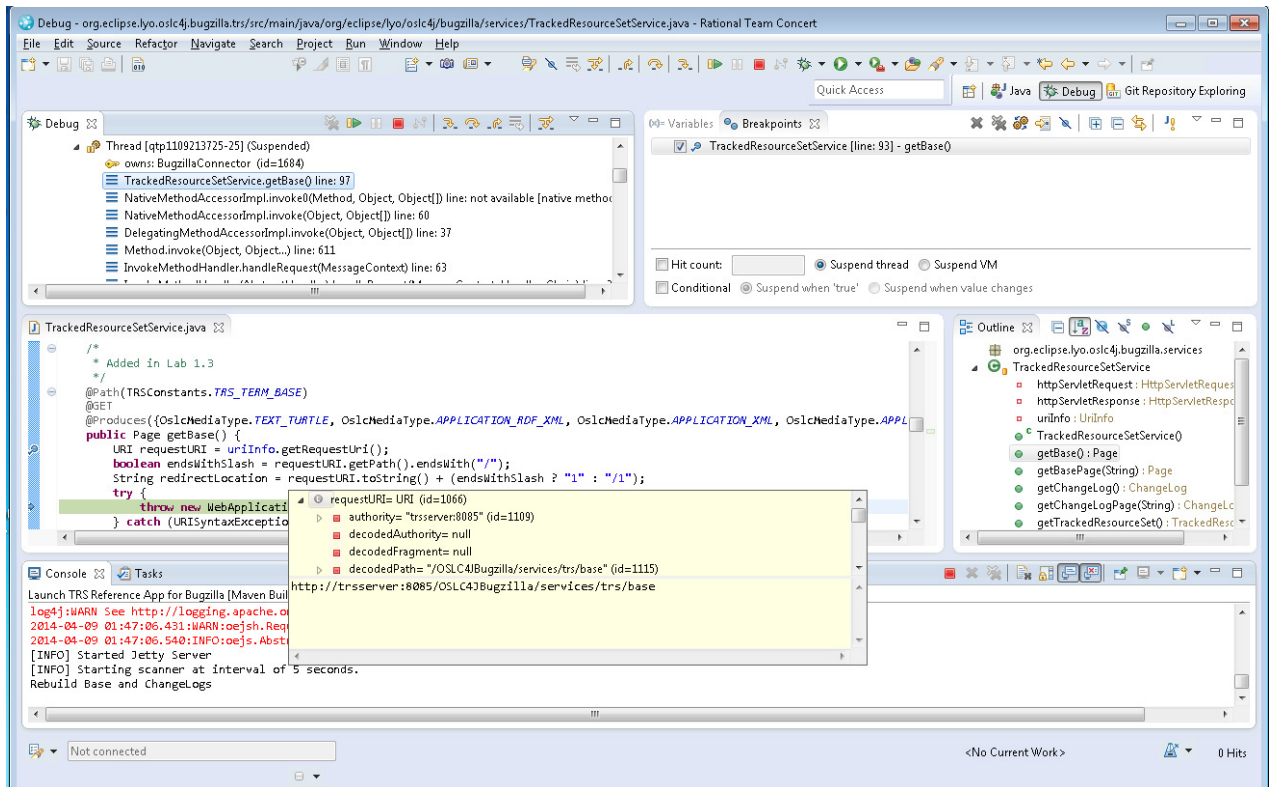 Debug - org.eclipse.lyo.oslc4j.bugzilla.trs/src/main/java/org/eclipse/lyo/oslc4j/bugzilla/services/TrackedResourceSetService.java - Rational Team Concert
File Edit Source Refactor Navigate Search Project Run Window Help
Quick Access
Java Debug Git Repository Exploring
Debug
Thread [qtp1109213725-25] (Suspended)
owns: BugzillaConnector (id=1684)
TrackedResourceSetService.getBase() line: 97
NativeMethodAccessorImpl.invoke0(Method, Object, Object[]) line: not available [native methoc
NativeMethodAccessorImpl.invoke(Object, Object[]) line: 60
DelegatingMethodAccessorImpl.invoke(Object, Object[]) line: 37
Method.invoke(Object, Object...) line: 611
InvokeMethodHandler.handleRequest(MessageContext) line: 63
(x)= Variables Breakpoints
TrackedResourceSetService [line: 93] - getBase()
Hit count: Suspend thread Suspend VM
Conditional Suspend when 'true' Suspend when value changes
TrackedResourceSetService.java
/*
* Added in Lab 1.3
*/
@Path(TRSConstants.TRS_TERM_BASE)
@GET
@Produces({OslcMediaType.TEXT_TURTLE, OslcMediaType.APPLICATION_RDF_XML, OslcMediaType.APPLICATION_XML, OslcMediaType.APPL
public Page getBase() {
URI requestURI = uriInfo.getRequestUri();
boolean endsWithSlash = requestURI.getPath().endsWith("/");
String redirectLocation = requestURI.toString() + (endsWithSlash ? "1" : "/1");
try {
throw new WebApplicati
} catch (URISyntaxExceptio
requestURI= URI (id=1066)
authority= "trsserver:8085" (id=1109)
decodedAuthority= null
decodedFragment= null
decodedPath= "/OSLC4JBugzilla/services/trs/base" (id=1115)
http://trsserver:8085/OSLC4JBugzilla/services/trs/base
Outline
org.eclipse.lyo.oslc4j.bugzilla.services
TrackedResourceSetService
httpServletRequest : HttpServletReques
httpServletResponse : HttpServletRespc
uriInfo : UriInfo
TrackedResourceSetService()
getBase() : Page
getBasePage(String) : Page
getChangeLog() : ChangeLog
getChangeLogPage(String) : ChangeLc
getTrackedResourceSet() : TrackedResc
Console Tasks
Launch TRS Reference App for Bugzilla [Maven Buil
log4j:WARN See http://logging.apache.o
2014-04-09 01:47:06.431:WARN:oejsh.Req
2014-04-09 01:47:06.540:INFO:oejs.Abst
[INFO] Started Jetty Server
[INFO] Starting scanner at interval of 5 seconds.
Rebuild Base and ChangeLogs
Not connected
<No Current Work>
0 Hits